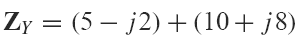 Z_Y = (5 − j2) + (10 + j8)